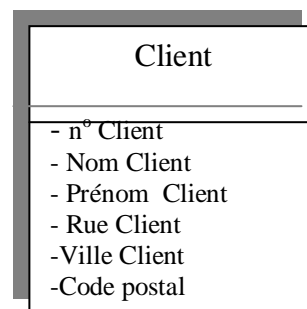 Client
- n° Client
- Nom Client
- Prénom  Client
- Rue Client
-Ville Client
-Code postal